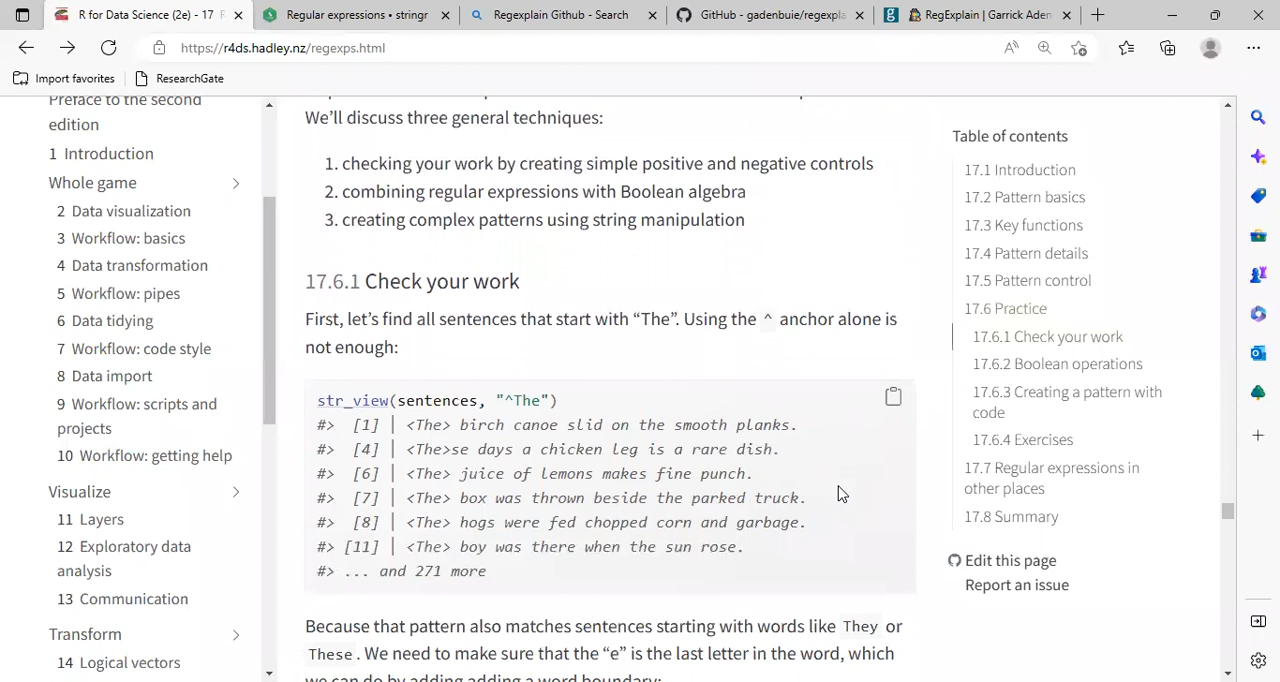 R for Data Science (2e) - 17
Regular expressions • stringr
Regexplain Github - Search
GitHub - gadenbuie/regexpla
RegExplain | Garrick Aden
https://r4ds.hadley.nz/regexps.html
Import favorites
ResearchGate
Preface to the second
edition
1 Introduction
Whole game
2 Data visualization
3 Workflow: basics
4 Data transformation
5 Workflow: pipes
6 Data tidying
7 Workflow: code style
8 Data import
9 Workflow: scripts and
projects
10 Workflow: getting help
Visualize
11 Layers
12 Exploratory data
analysis
13 Communication
Transform
14 Logical vectors
We'll discuss three general techniques:
1. checking your work by creating simple positive and negative controls
2. combining regular expressions with Boolean algebra
3. creating complex patterns using string manipulation
17.6.1 Check your work
First, let's find all sentences that start with “The”. Using the ^ anchor alone is
not enough:
str_view(sentences, "^The")
#> [1] │ <The> birch canoe slid on the smooth planks.
#> [4] │ <The>se days a chicken leg is a rare dish.
#> [6] │ <The> juice of lemons makes fine punch.
#> [7] │ <The> box was thrown beside the parked truck.
#> [8] │ <The> hogs were fed chopped corn and garbage.
#> [11] │ <The> boy was there when the sun rose.
#> ... and 271 more
Because that pattern also matches sentences starting with words like They or
These. We need to make sure that the “e” is the last letter in the word, which
we can do by adding adding a word boundary:
Table of contents
17.1 Introduction
17.2 Pattern basics
17.3 Key functions
17.4 Pattern details
17.5 Pattern control
17.6 Practice
17.6.1 Check your work
17.6.2 Boolean operations
17.6.3 Creating a pattern with
code
17.6.4 Exercises
17.7 Regular expressions in
other places
17.8 Summary
Edit this page
Report an issue